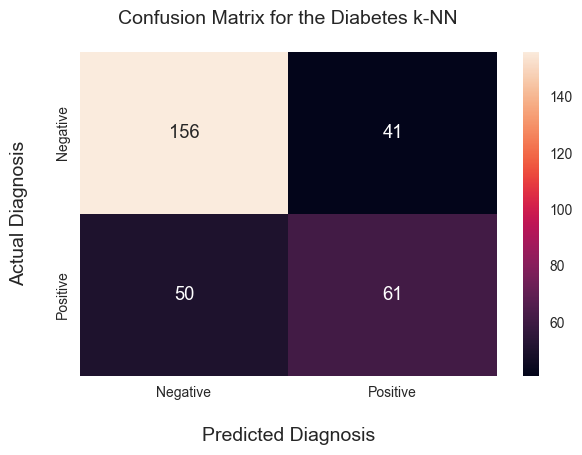 Confusion Matrix for the Diabetes k-NN
Actual Diagnosis
Negative
Positive
156
41
50
61
Negative
Positive
Predicted Diagnosis
140
120
100
80
60